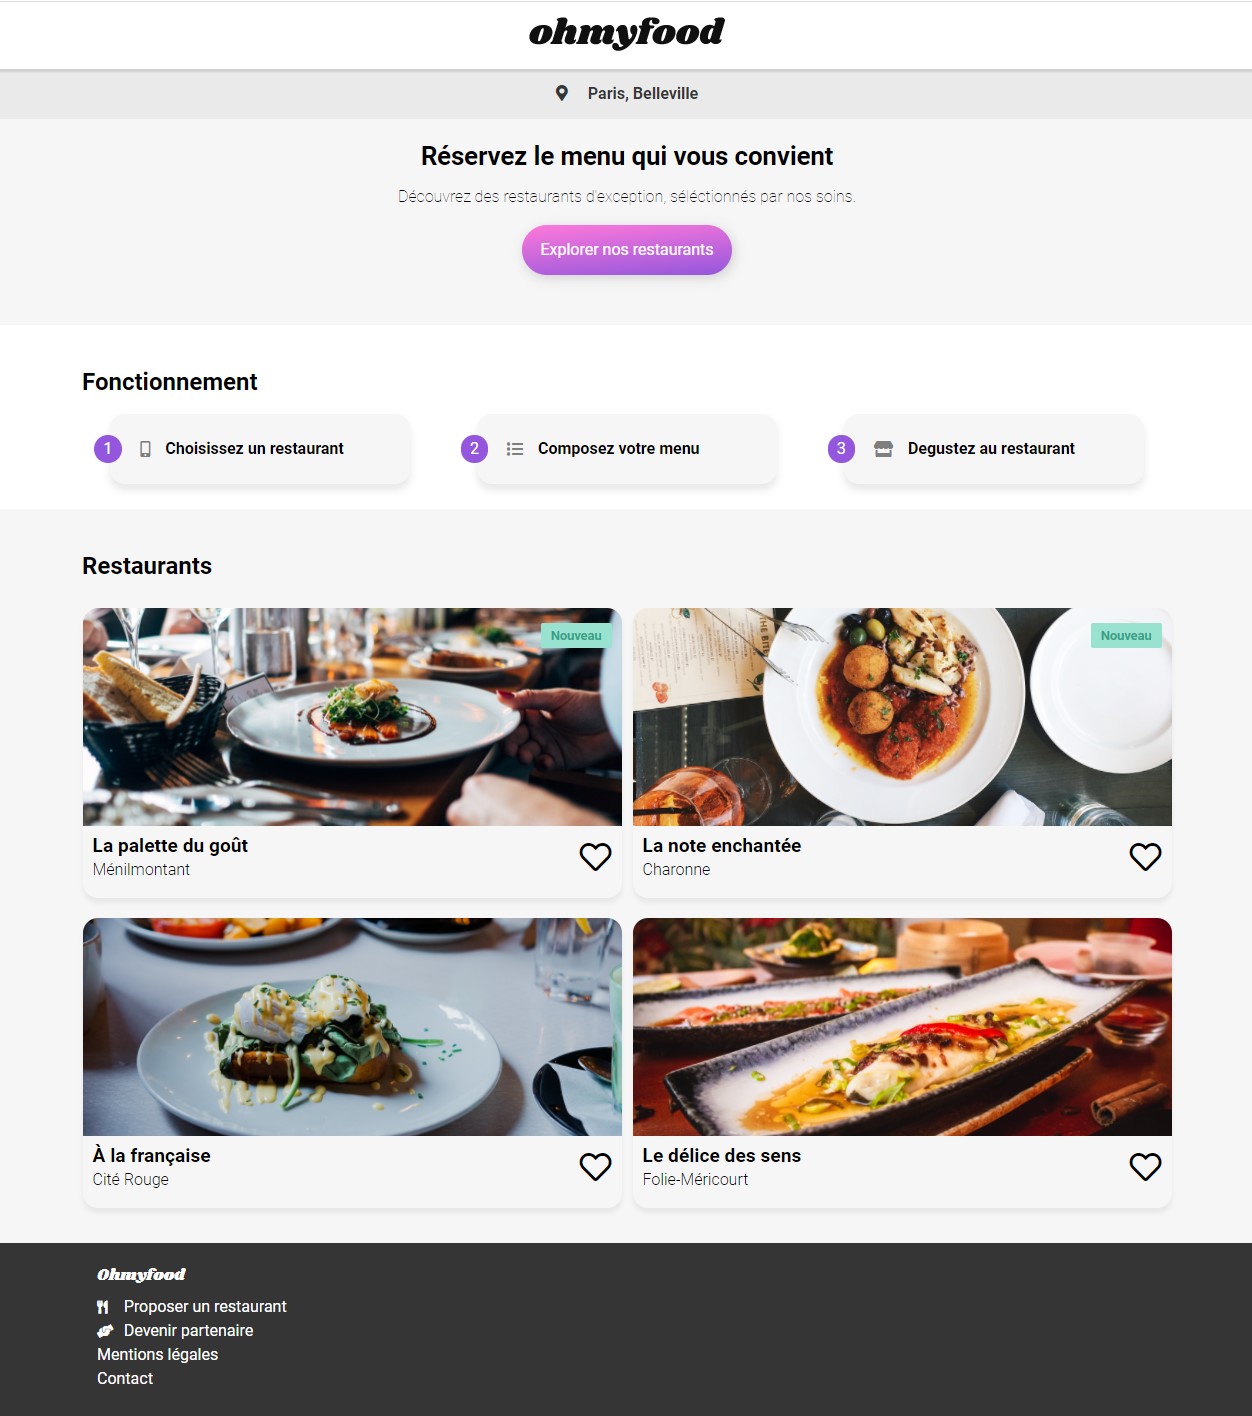 ohmyfood
Paris, Belleville
Réservez le menu qui vous convient
Découvrez des restaurants d'exception, séléctionnés par nos soins.
Explorer nos restaurants
Fonctionnement
1 Choisissez un restaurant
2 Composez votre menu
3 Degustez au restaurant
Restaurants
Nouveau
Nouveau
La palette du goût
Ménilmontant
La note enchantée
Charonne
À la française
Cité Rouge
Le délice des sens
Folie-Méricourt
Ohmyfood
Proposer un restaurant
Devenir partenaire
Mentions légales
Contact